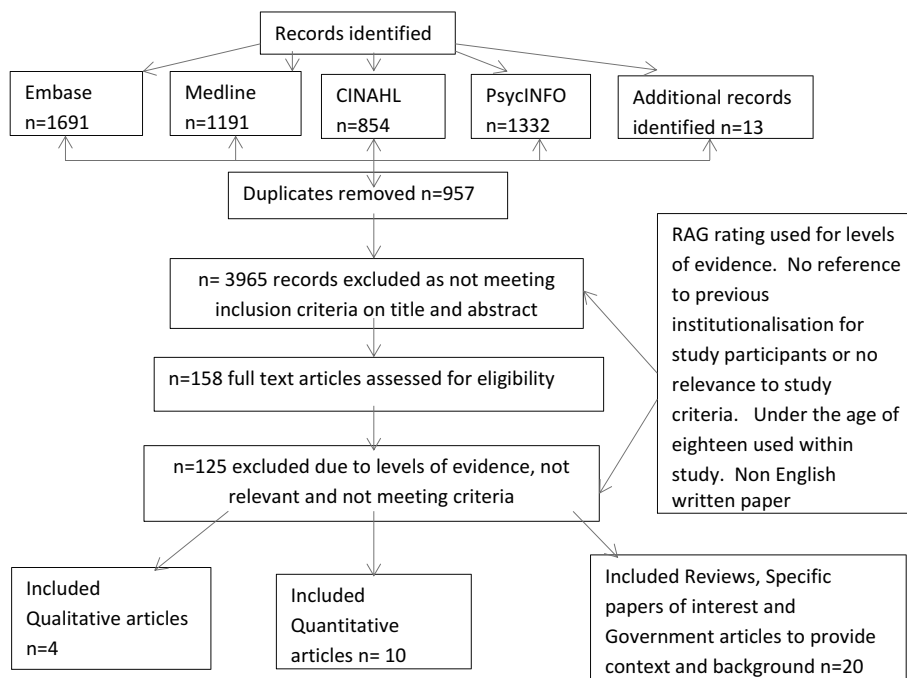 Records identified
Embase
n=1691
Medline
n=1191
CINAHL
n=854
PsycINFO
n=1332
Additional records
identified n=13
Duplicates removed n=957
n= 3965 records excluded as not meeting
inclusion criteria on title and abstract
RAG rating used for levels
of evidence.  No reference
to previous
institutionalisation for
study participants or no
relevance to study
criteria.   Under the age of
eighteen used within
study.  Non English
written paper
n=158 full text articles assessed for eligibility
n=125 excluded due to levels of evidence, not
relevant and not meeting criteria
Included
Qualitative articles
n=4
Included
Quantitative
articles n= 10
Included Reviews, Specific
papers of interest and
Government articles to provide
context and background n=20